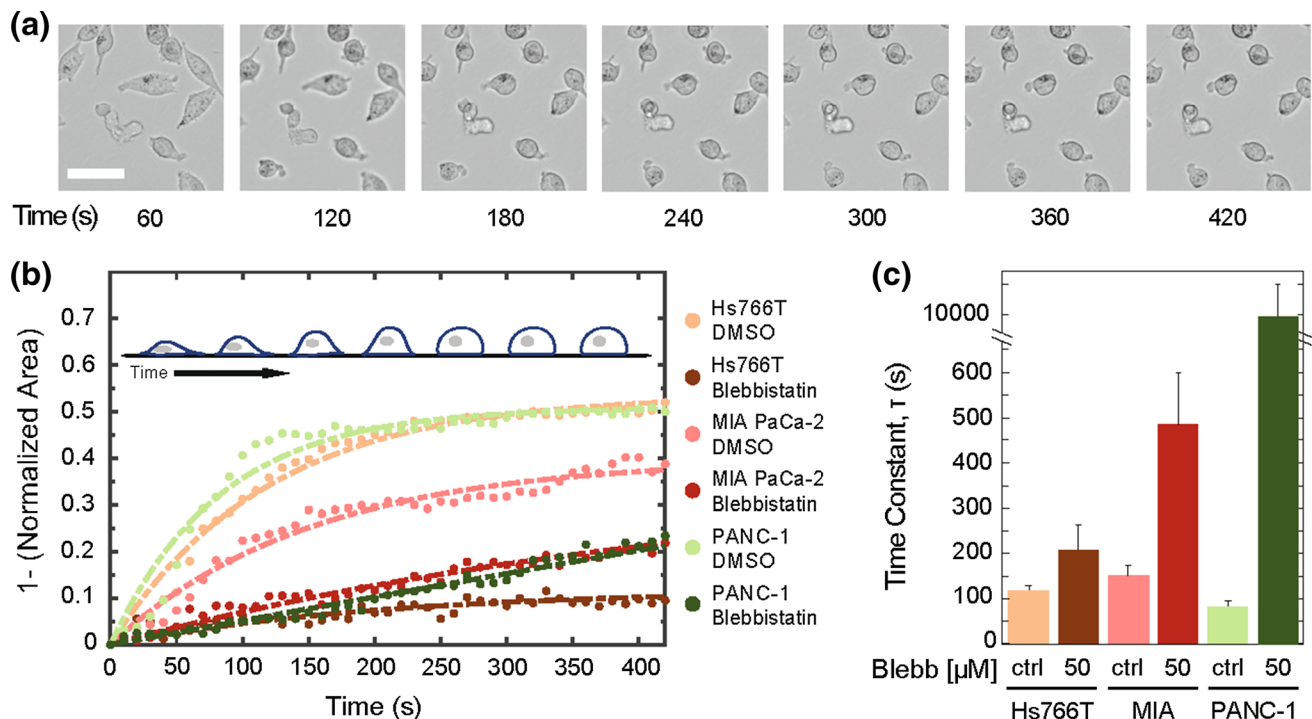 (a)
Time (s) 60 120 180 240 300 360 420
(b)
1- (Normalized Area)
0.7
0.6
0.5
0.4
0.3
0.2
0.1
0
Time
0 50 100 150 200 250 300 350 400
Time (s)
Hs766T
DMSO
Hs766T
Blebbistatin
MIA PaCa-2
DMSO
MIA PaCa-2
Blebbistatin
PANC-1
DMSO
PANC-1
Blebbistatin
(c)
Time Constant, τ (s)
10000
600
500
400
300
200
100
0
Blebb [µM] ctrl 50 ctrl 50 ctrl 50
Hs766T MIA PANC-1